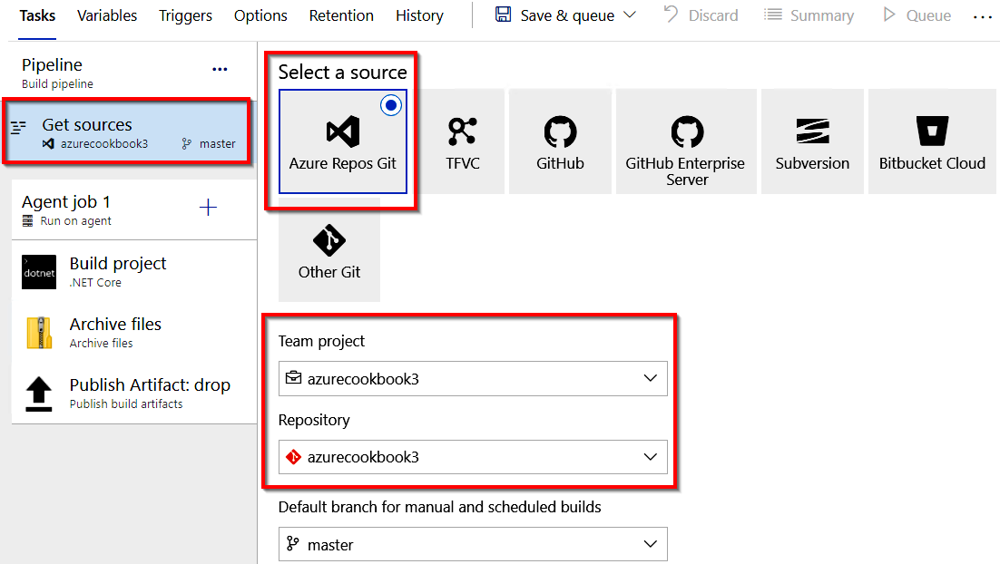 Tasks Variables Triggers Options Retention History Save & queue Discard Summary Queue ...
Pipeline ...
Build pipeline
Get sources
azurecookbook3 master
Agent job 1
Run on agent
dotnet
Build project
.NET Core
Archive files
Archive files
Publish Artifact: drop
Publish build artifacts
Select a source
Azure Repos Git TFVC GitHub GitHub Enterprise Subversion Bitbucket Cloud
Server
Other Git
Team project
azurecookbook3
Repository
azurecookbook3
Default branch for manual and scheduled builds
master